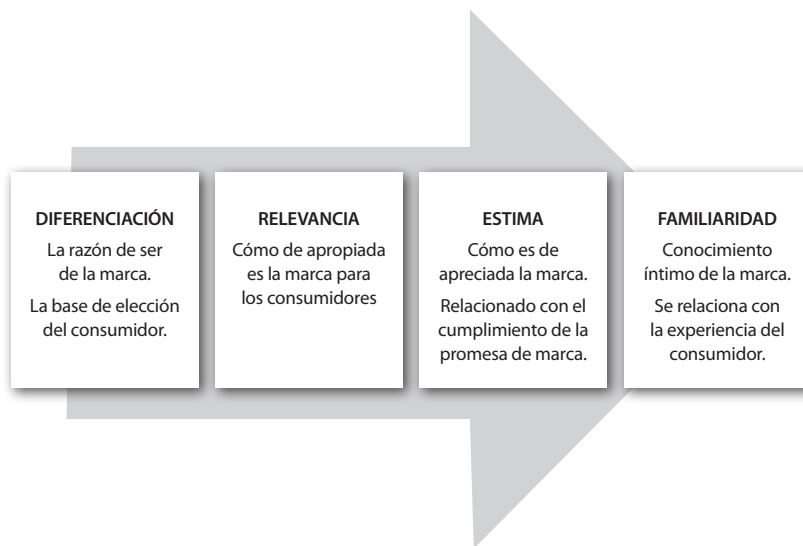 DIFERENCIACIÓN
La razón de ser
de la marca.
La base de elección
del consumidor.
RELEVANCIA
Cómo de apropiada
es la marca para
los consumidores
ESTIMA
Cómo es de
apreciada la marca.
Relacionado con el
cumplimiento de la
promesa de marca.
FAMILIARIDAD
Conocimiento
íntimo de la marca.
Se relaciona con
la experiencia del
consumidor.